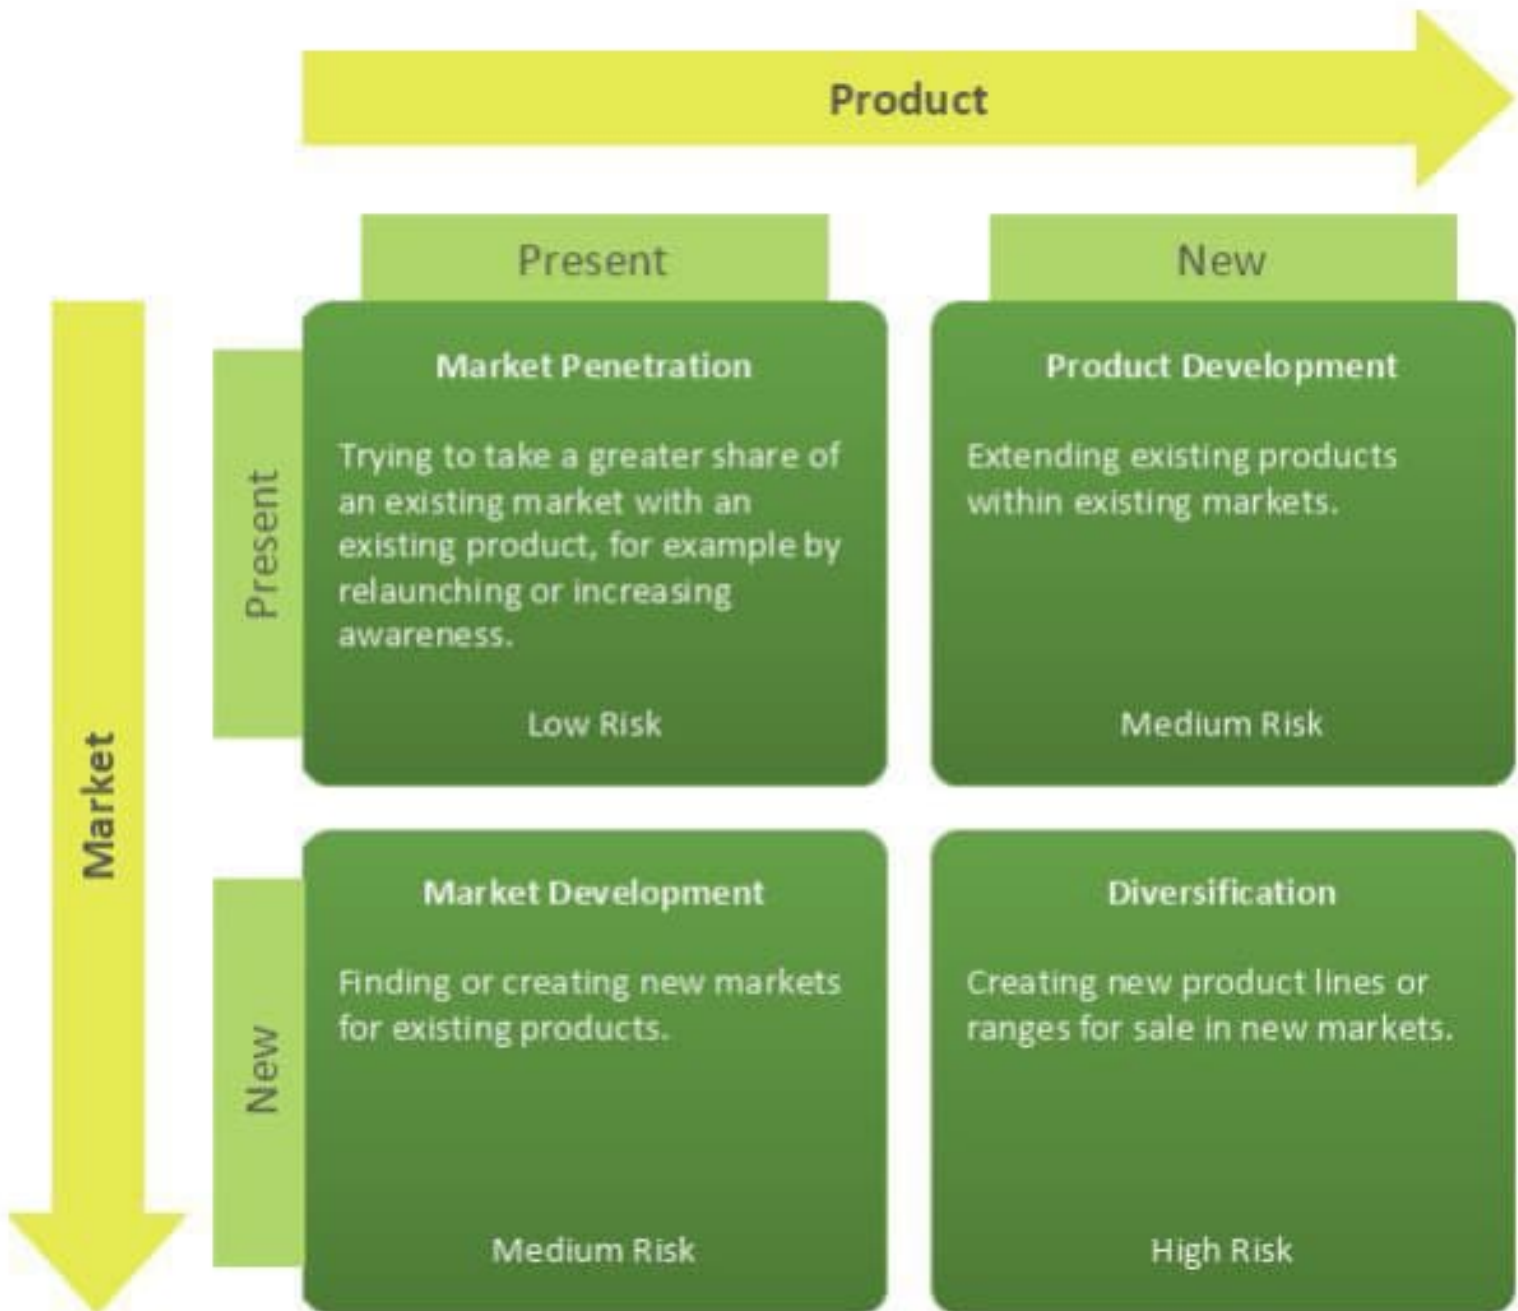 Product
Present
New
Market
Present
Market Penetration
Trying to take a greater share of
an existing market with an
existing product, for example by
relaunching or increasing
awareness.
Low Risk
Product Development
Extending existing products
within existing markets.
Medium Risk
New
Market Development
Finding or creating new markets
for existing products.
Medium Risk
Diversification
Creating new product lines or
ranges for sale in new markets.
High Risk